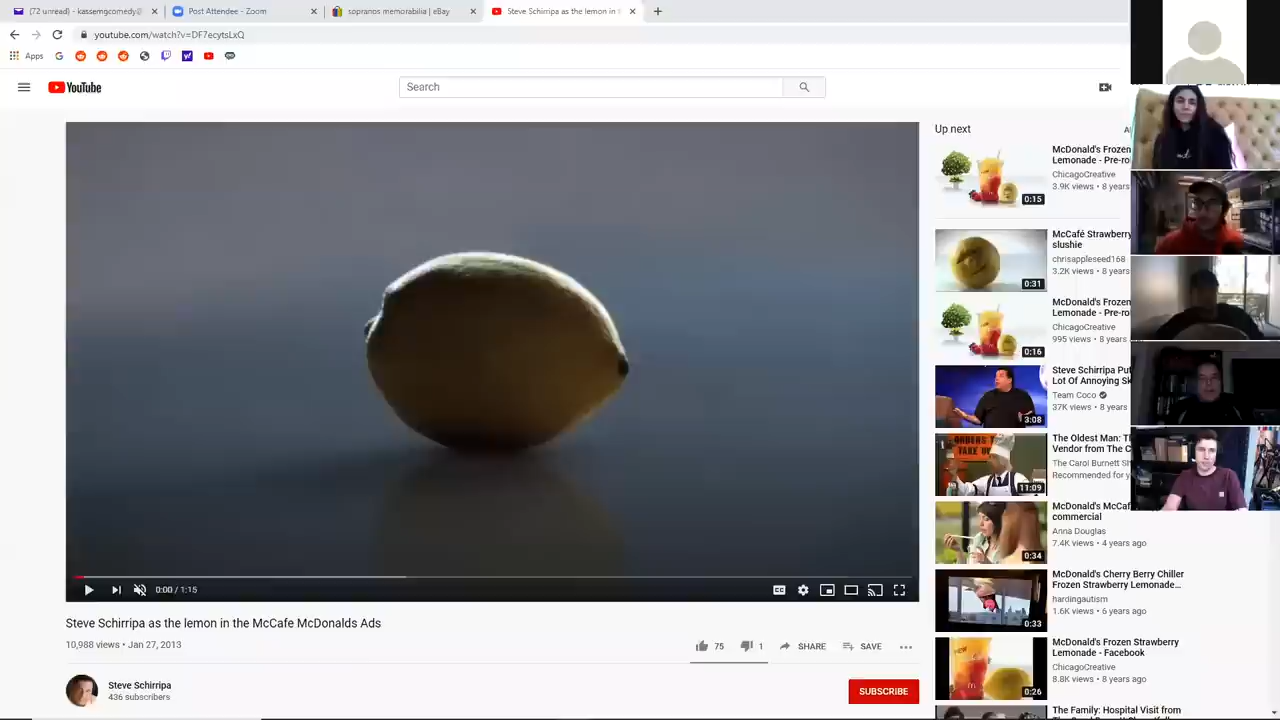 (72 unread) - kassemgcomedy@
Post Attendee - Zoom
sopranos memorabilia | eBay
Steve Schirripa as the lemon in t
youtube.com/watch?v=DF7ecytsLxQ
Apps
YouTube
Search
Up next
McDonald's Frozen
Lemonade - Pre-ro
ChicagoCreative
3.9K views • 8 years
0:15
McCafé Strawberry
slushie
chrisappleseed168
3.2K views • 8 years
0:31
McDonald's Frozen
Lemonade - Pre-ro
ChicagoCreative
995 views • 8 years
0:16
Steve Schirripa Put
Lot Of Annoying Sk
Team Coco
37K views • 8 years
3:08
ORDERS T
TAKE
The Oldest Man: T
Vendor from The C
The Carol Burnett S
Recommended for y
11:09
McDonald's McCaf
commercial
Anna Douglas
7.4K views • 4 years ago
0:34
McDonald's Cherry Berry Chiller
Frozen Strawberry Lemonade...
hardingautism
1.6K views • 6 years ago
0:33
McDonald's Frozen Strawberry
Lemonade - Facebook
ChicagoCreative
8.8K views • 8 years ago
0:26
The Family: Hospital Visit from
0:00 / 1:15
Steve Schirripa as the lemon in the McCafe McDonalds Ads
10,988 views • Jan 27, 2013
75
1
SHARE
SAVE
Steve Schirripa
436 subscribers
SUBSCRIBE